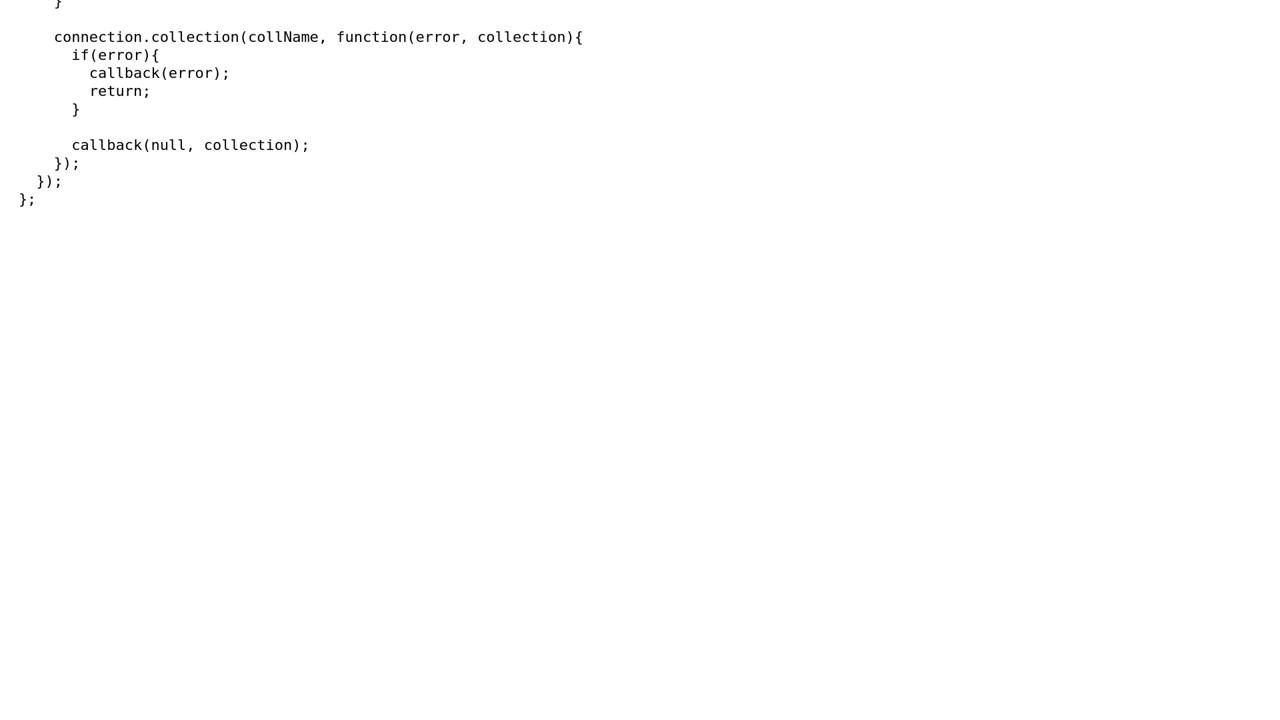 }

    connection.collection(collName, function(error, collection){
      if(error){
        callback(error);
        return;
      }

      callback(null, collection);
    });
  });
};